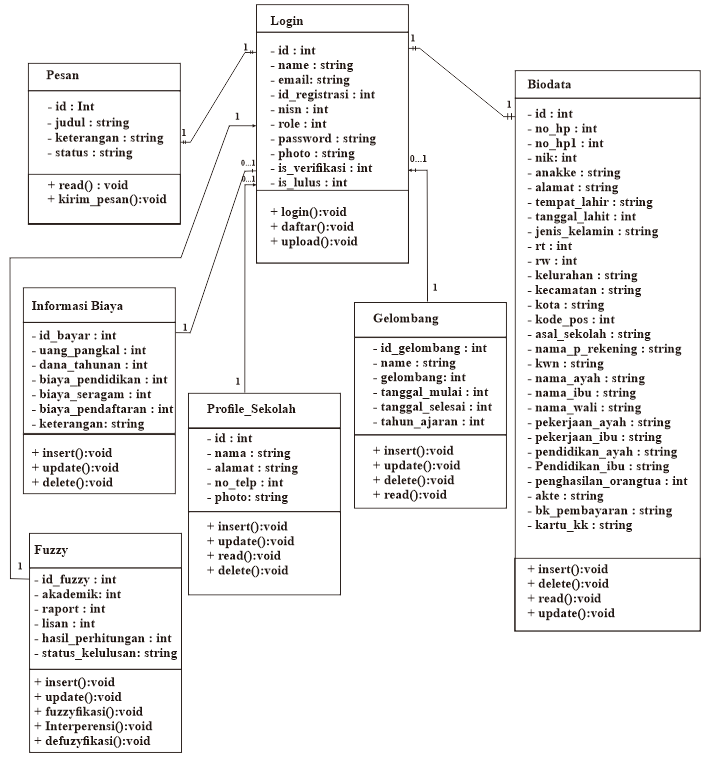 Login
- id : int
- name : string
- email: string
- id_registrasi : int
- nisn : int
- role : int
- password : string
- photo : string
- is_verifikasi : int
- is_lulus : int
+ login():void
+ daftar():void
+ upload():void
Pesan
- id : Int
- judul : string
- keterangan : string
- status : string
+ read() : void
+ kirim_pesan():void
Biodata
- id : int
- no_hp : int
- no_hp1 : int
- nik: int
- anakke : string
- alamat : string
- tempat_lahir : string
- tanggal_lahit : int
- jenis_kelamin : string
- rt : int
- rw : int
- kelurahan : string
- kecamatan : string
- kota : string
- kode_pos : int
- asal_sekolah : string
- nama_p_rekening : string
- kwn : string
- nama_ayah : string
- nama_ibu : string
- nama_wali : string
- pekerjaan_ayah : string
- pekerjaan_ibu : string
- pendidikan_ayah : string
- Pendidikan_ibu : string
- penghasilan_orangtua : int
- akte : string
- bk_pembayaran : string
- kartu_kk : string
+ insert():void
+ delete():void
+ read():void
+ update():void
1
1
1
1
1
0...1
0...1
0...1
1
1
1
1
Informasi Biaya
- id_bayar : int
- uang_pangkal : int
- dana_tahunan : int
- biaya_pendidikan : int
- biaya_seragam : int
- biaya_pendaftaran : int
- keterangan: string
+ insert():void
+ update():void
+ delete():void
Profile_Sekolah
- id : int
- nama : string
- alamat : string
- no_telp : int
- photo: string
+ insert():void
+ update():void
+ read():void
+ delete():void
Gelombang
- id_gelombang : int
- name : string
- gelombang: int
- tanggal_mulai : int
- tanggal_selesai : int
- tahun_ajaran : int
+ insert():void
+ update():void
+ delete():void
+ read():void
Fuzzy
- id_fuzzy : int
- akademik: int
- raport : int
- lisan : int
- hasil_perhitungan : int
- status_kelulusan: string
+ insert():void
+ update():void
+ fuzzyfikasi():void
+ Interperensi():void
+ defuzyfikasi():void